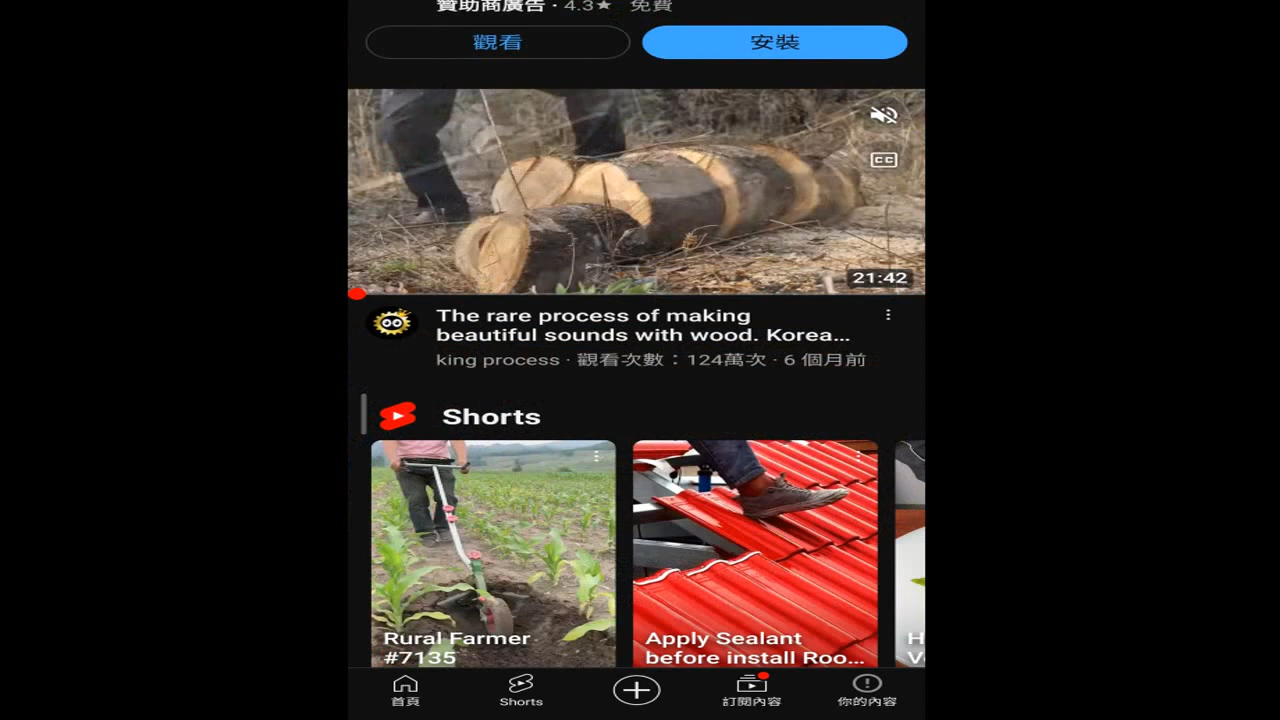 贊助商廣告 · 4.3★ 免費
觀看
安裝
CC
21:42
The rare process of making
beautiful sounds with wood. Korea...
king process · 觀看次數：124萬次 · 6 個月前
Shorts
Rural Farmer
#7135
Apply Sealant
before install Roo...
首頁
Shorts
訂閱內容
你的內容